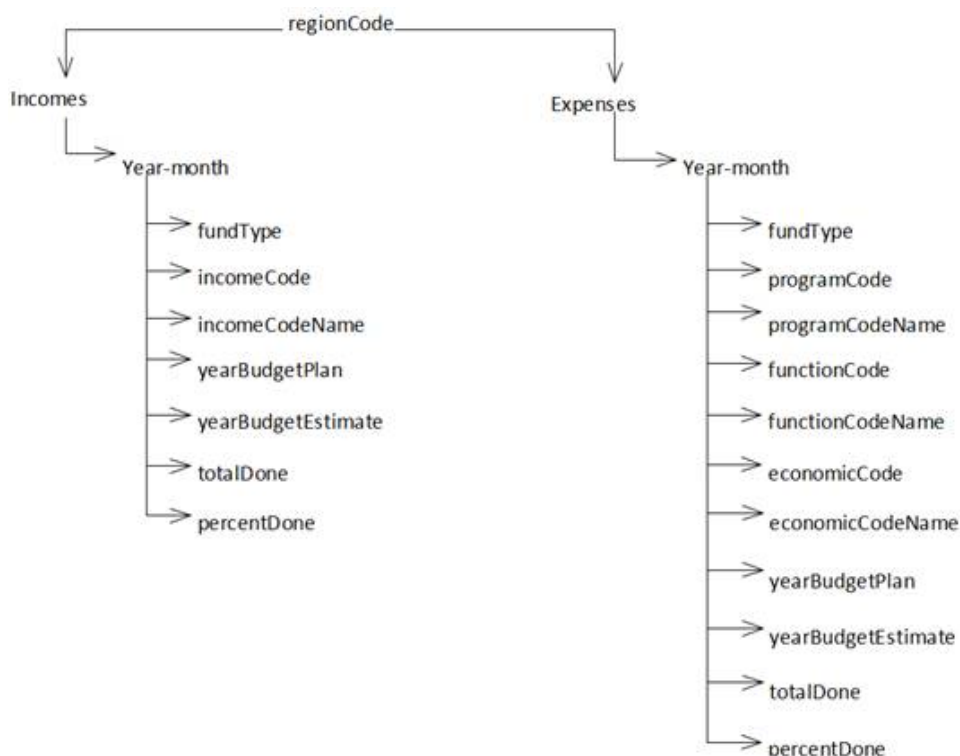 regionCode
Incomes
Expenses
Year-month
Year-month
fundType
incomeCode
incomeCodeName
yearBudgetPlan
yearBudgetEstimate
totalDone
percentDone
fundType
programCode
programCodeName
functionCode
functionCodeName
economicCode
economicCodeName
yearBudgetPlan
yearBudgetEstimate
totalDone
percentDone